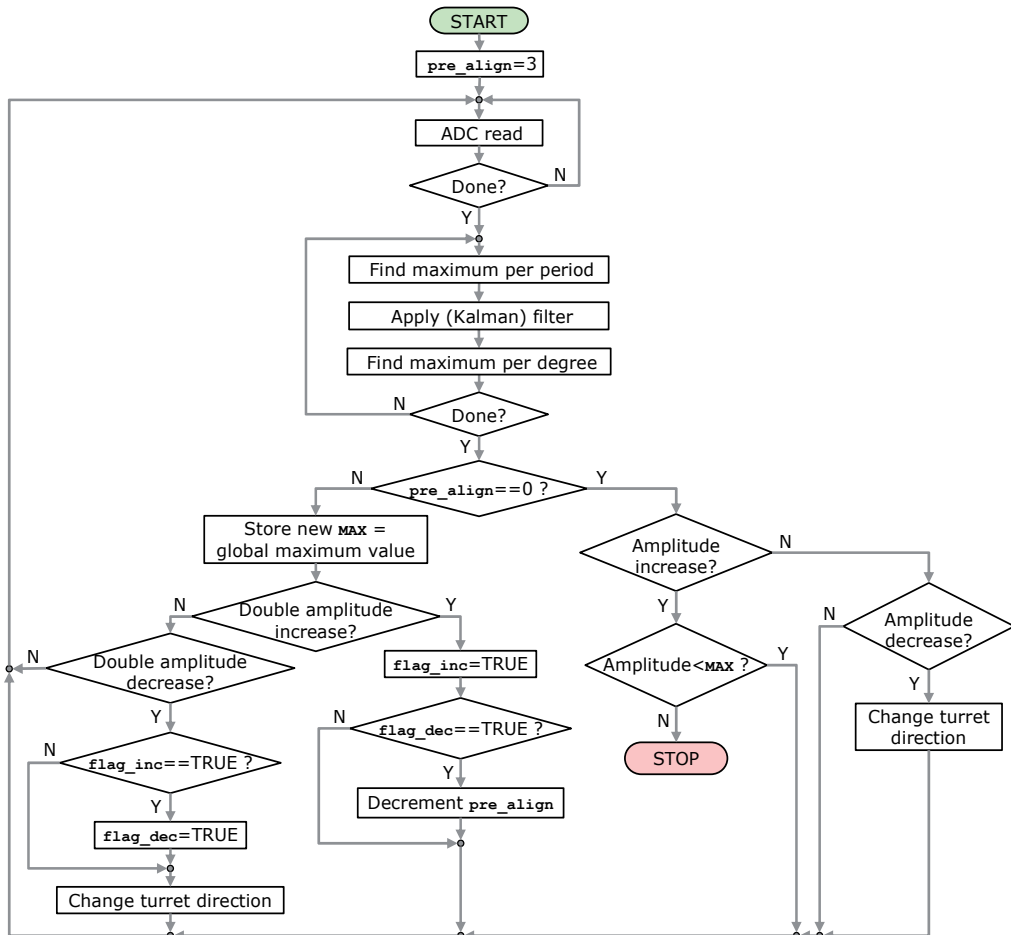 START
pre_align=3
ADC read
Done?
N
Y
Find maximum per period
Apply (Kalman) filter
Find maximum per degree
Done?
N
Y
pre_align==0 ?
N
Y
Store new MAX =
global maximum value
Double amplitude
increase?
N
Y
Double amplitude
decrease?
N
Y
flag_inc==TRUE ?
N
Y
flag_dec=TRUE
Change turret direction
flag_inc=TRUE
flag_dec==TRUE ?
N
Y
Decrement pre_align
Amplitude
increase?
N
Y
Amplitude<MAX ?
Y
N
STOP
Amplitude
decrease?
N
Y
Change turret
direction